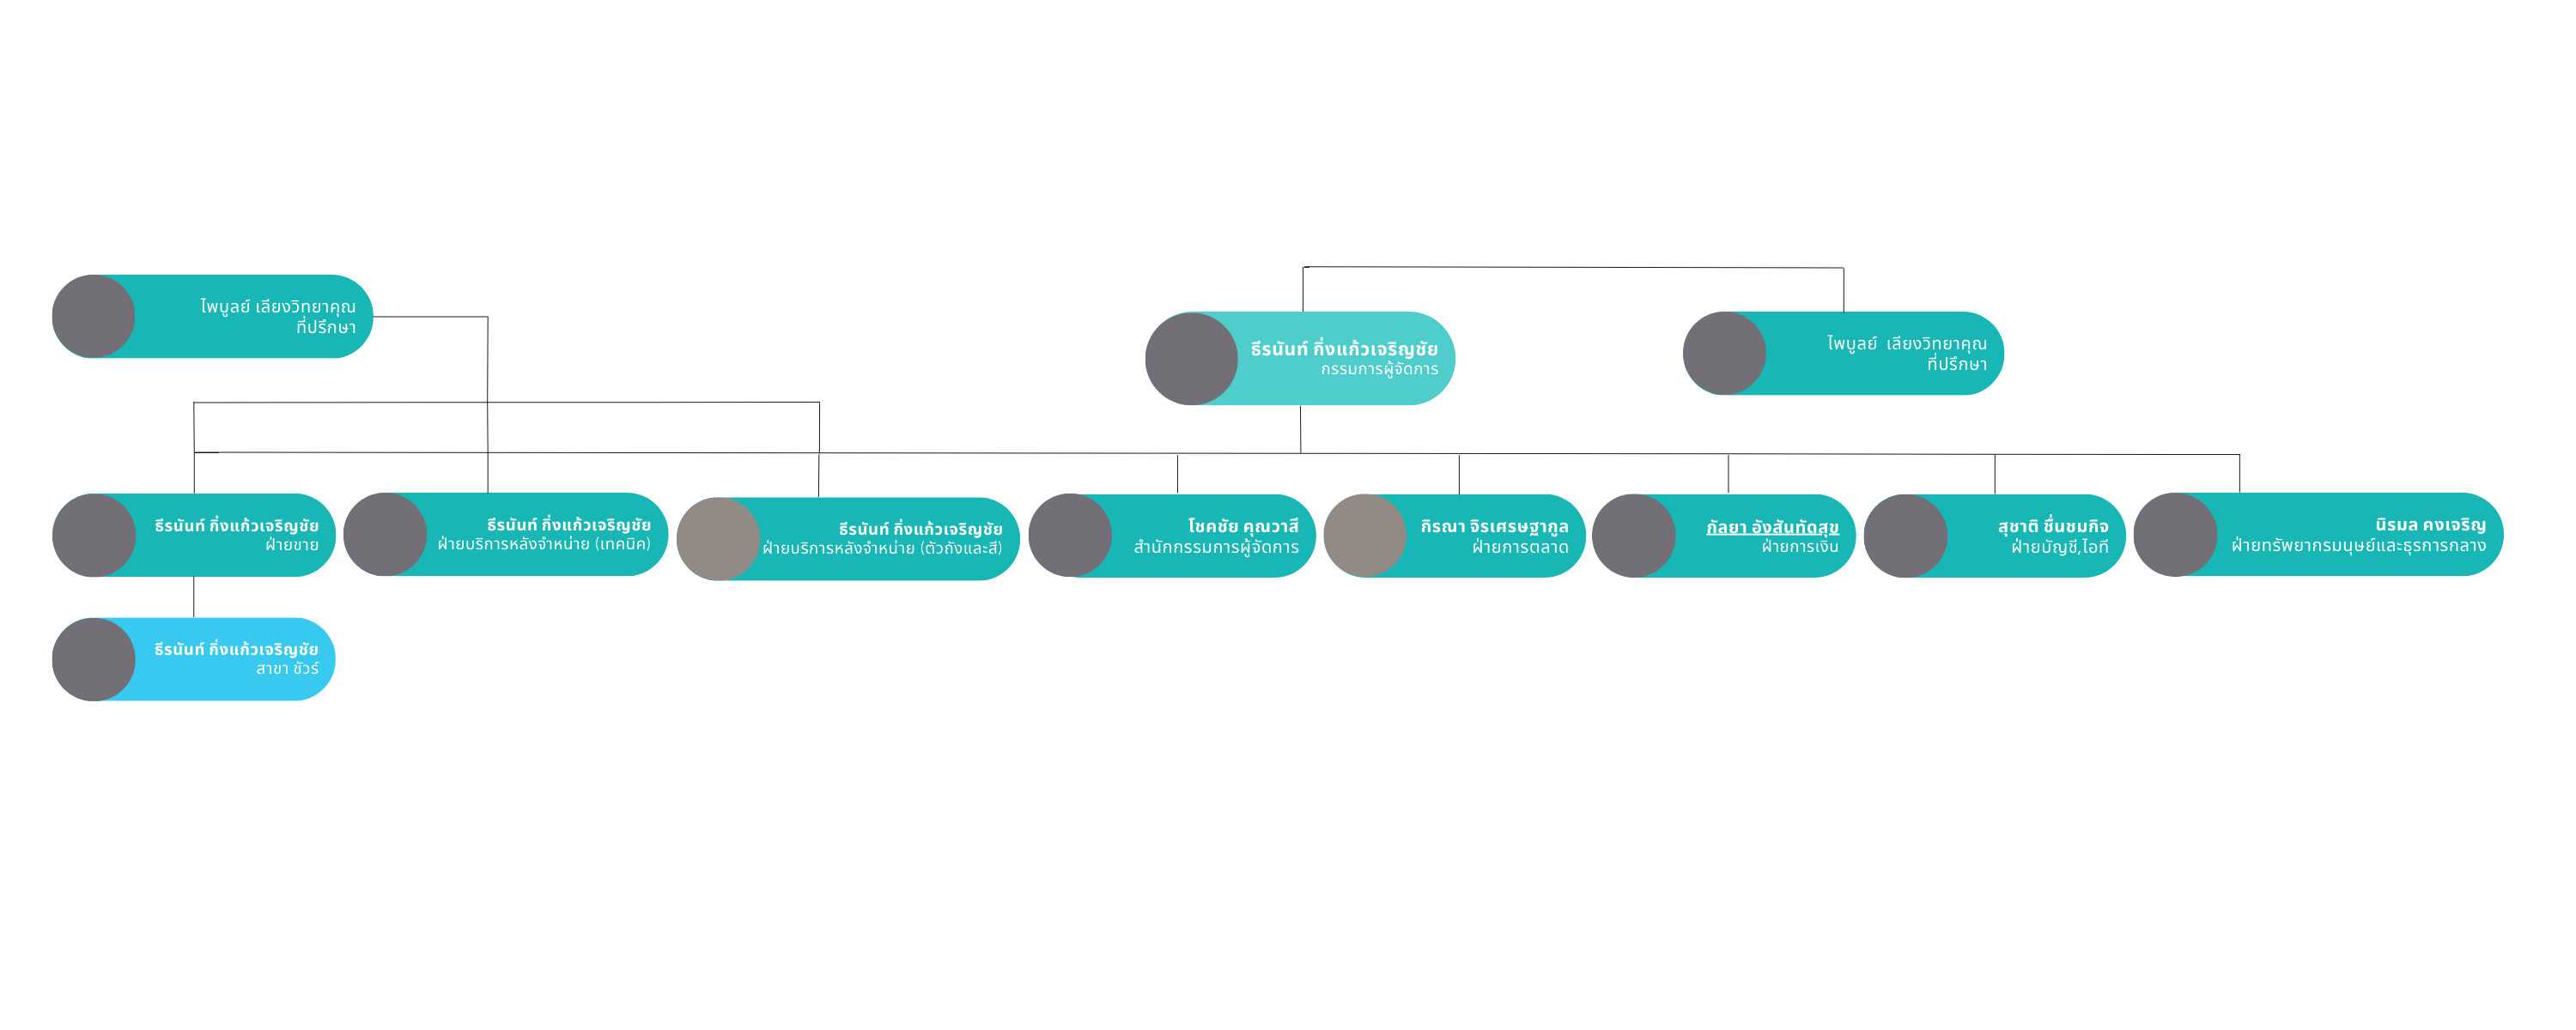 ไพบูลย์ เลียงวิทยาคุณ
ที่ปรึกษา
ธีรนันท์ กิ่งแก้วเจริญชัย
กรรมการผู้จัดการ
ไพบูลย์  เลียงวิทยาคุณ
ที่ปรึกษา
ธีรนันท์ กิ่งแก้วเจริญชัย
ฝ่ายขาย
ธีรนันท์ กิ่งแก้วเจริญชัย
ฝ่ายบริการหลังจำหน่าย (เทคนิค)
ธีรนันท์ กิ่งแก้วเจริญชัย
ฝ่ายบริการหลังจำหน่าย (ตัวถังและสี)
โชคชัย คุณวาสี
สำนักกรรมการผู้จัดการ
ภิรณา จิรเศรษฐากูล
ฝ่ายการตลาด
กัลยา อังสันทัดสุข
ฝ่ายการเงิน
สุชาติ ชื่นชมกิจ
ฝ่ายบัญชี,ไอที
นิรมล คงเจริญ
ฝ่ายทรัพยากรมนุษย์และธุรการกลาง
ธีรนันท์ กิ่งแก้วเจริญชัย
สาขา ชัวร์